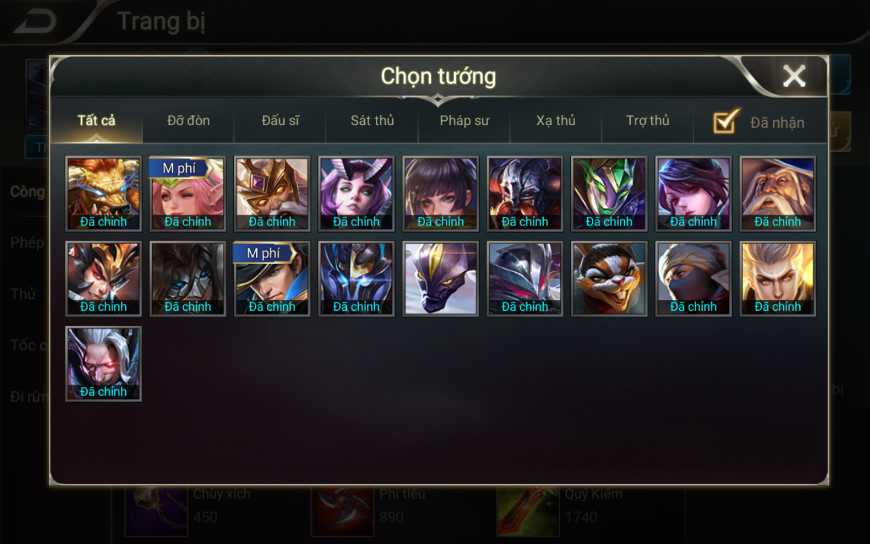 Trang bị
Chọn tướng
Tất cả
Đỡ đòn
Đấu sĩ
Sát thủ
Pháp sư
Xạ thủ
Trợ thủ
Đã nhận
M phí
Đã chỉnh
Đã chỉnh
Đã chỉnh
Đã chỉnh
Đã chỉnh
Đã chỉnh
Đã chỉnh
Đã chỉnh
Đã chỉnh
M phí
Đã chỉnh
Đã chỉnh
Đã chỉnh
Đã chỉnh
Đã chỉnh
Đã chỉnh
Đã chỉnh
Đã chỉnh
Công
Phép
Thủ
Tốc
Đi rừn
bị
Chùy xích
450
Phi tiêu
890
Quỷ Kiếm
1740